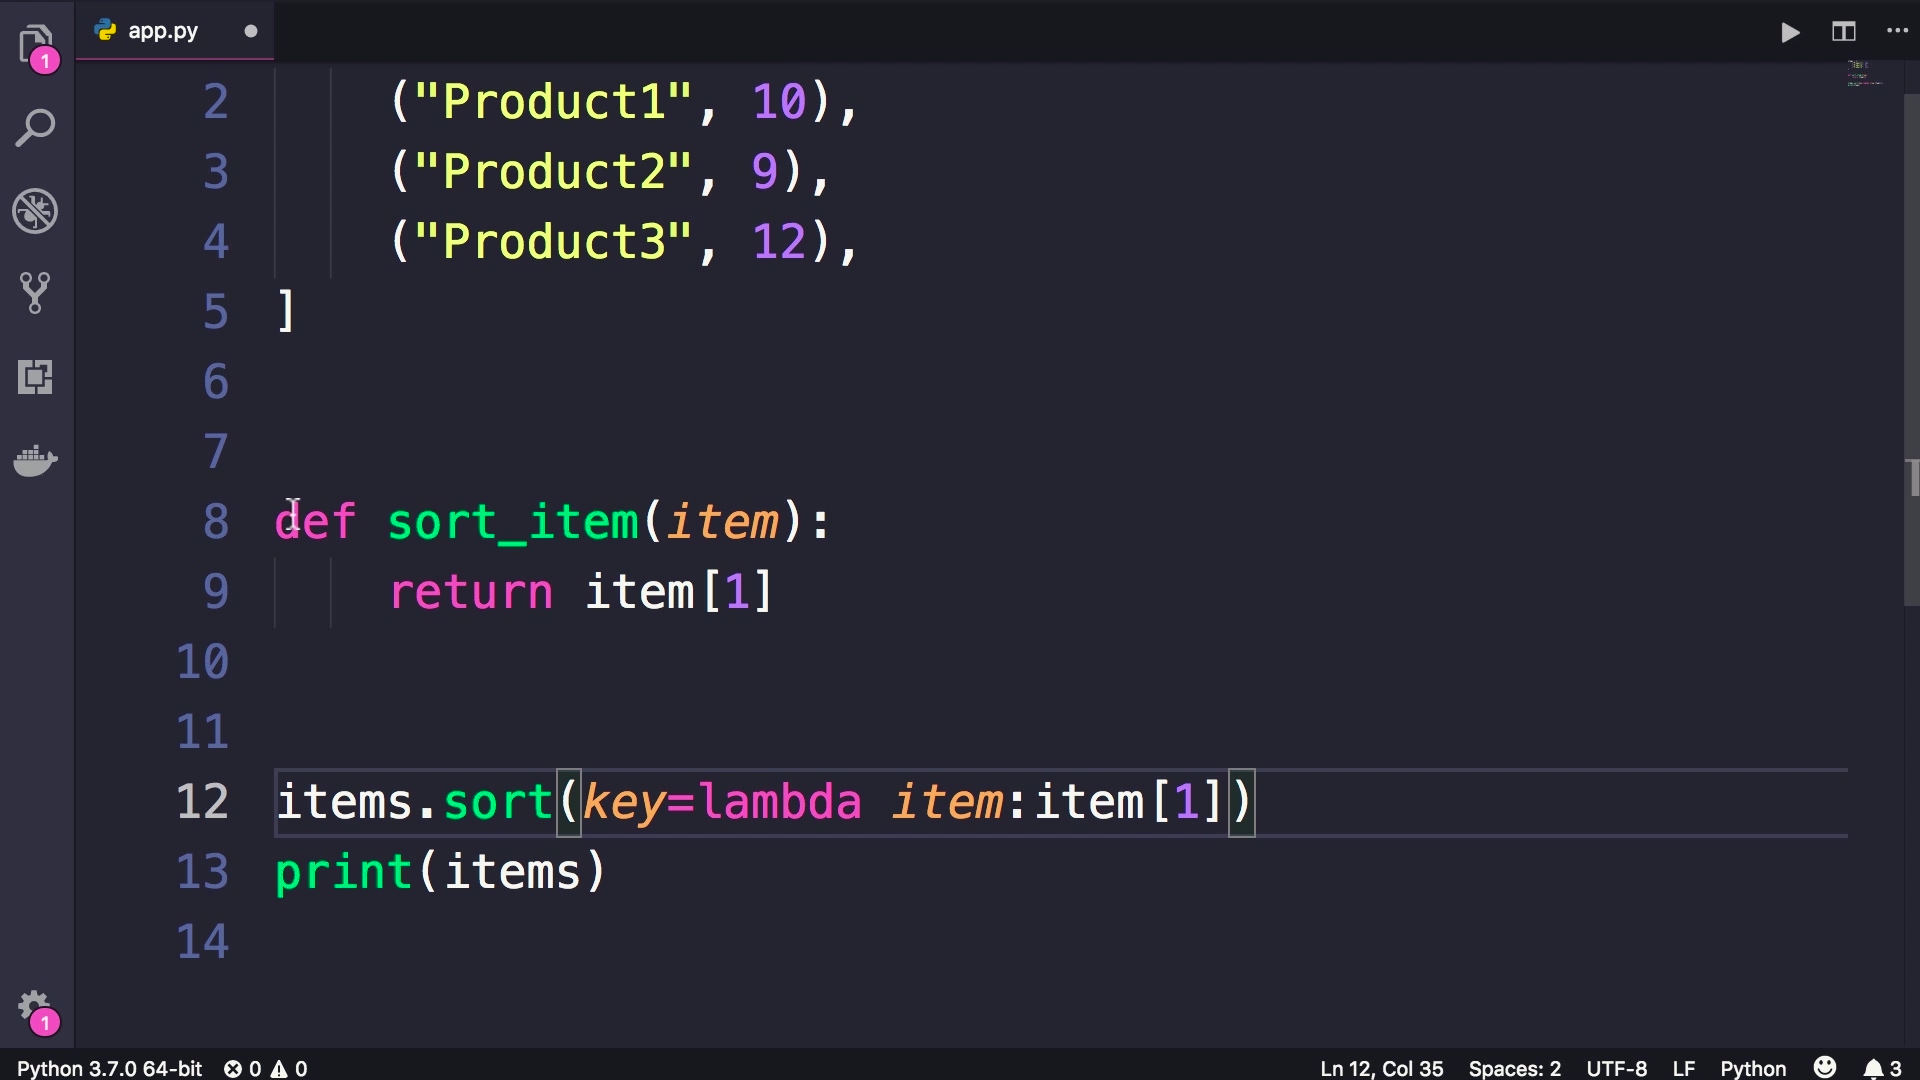 app.py
1
2 ("Product1", 10),
3 ("Product2", 9),
4 ("Product3", 12),
5 ]
6
7
8 def sort_item(item):
9 return item[1]
10
11
12 items.sort(key=lambda item:item[1])
13 print(items)
14
1
Python 3.7.0 64-bit 0 0 Ln 12, Col 35 Spaces: 2 UTF-8 LF Python 3